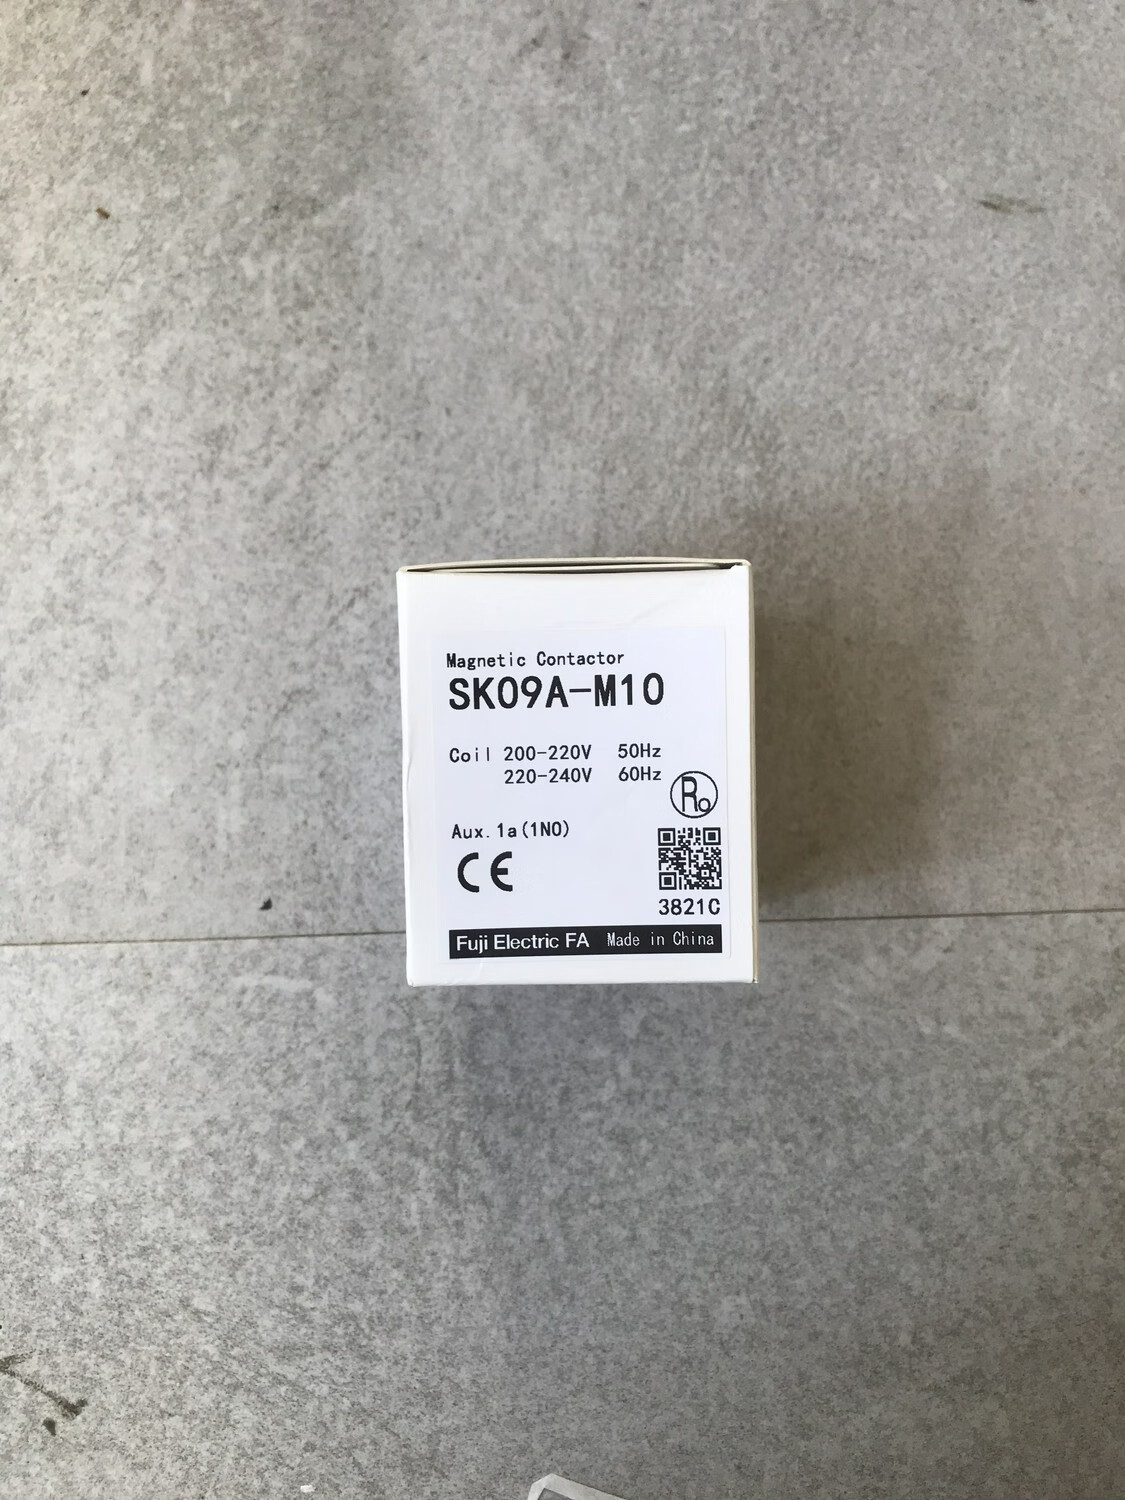 Magnetic Contactor
SK09A-M10
Coil 200-220V 50Hz
220-240V 60Hz
Ro
Aux.1a(1NO)
CE
3821C
Fuji Electric FA Made in China